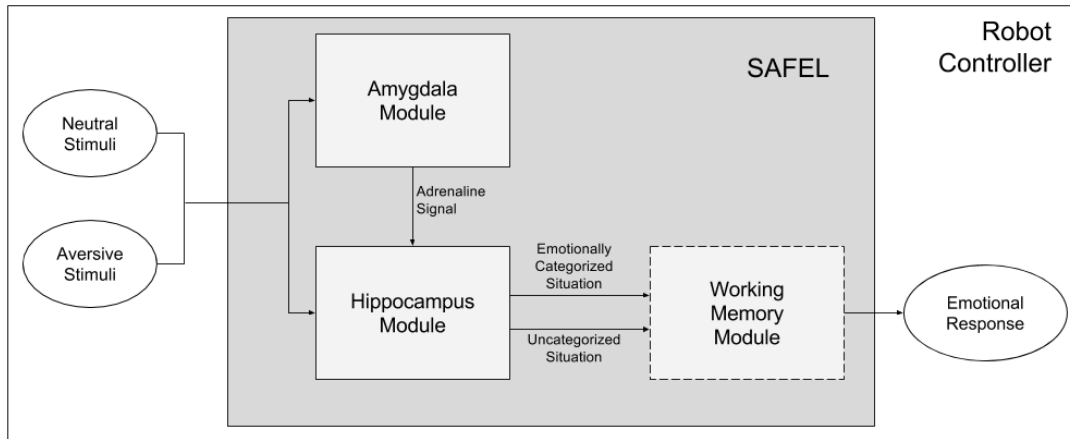 Robot
Controller
SAFEL
Amygdala
Module
Neutral
Stimuli
Adrenaline
Signal
Aversive
Stimuli
Emotionally
Categorized
Situation
Hippocampus
Module
Working
Memory
Module
Emotional
Response
Uncategorized
Situation